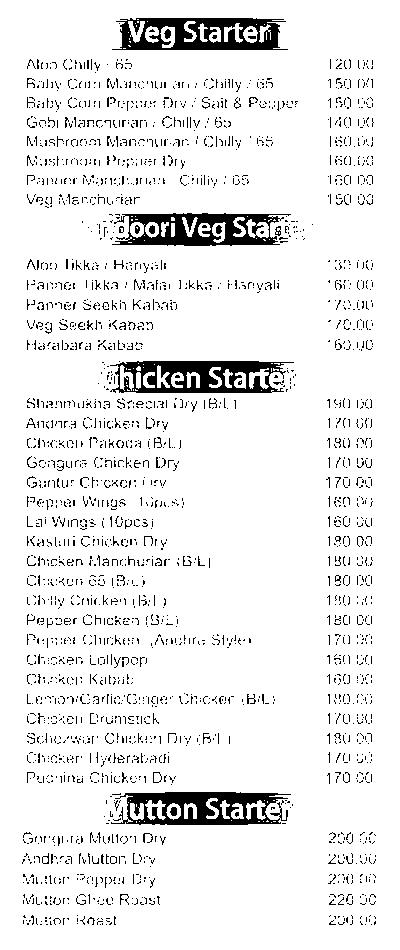 Veg Starter
Aloo Chilly / 65 120.00
Baby Corn Manchurian / Chilly / 65 150.00
Baby Corn Pepper Dry / Salt & Pepper 150.00
Gobi Manchurian / Chilly / 65 140.00
Mushroom Manchurian / Chilly / 65 160.00
Mushroom Pepper Dry 160.00
Panner Manchurian Chilly / 65 160.00
Veg Manchurian 150.00
Tandoori Veg Starter
Aloo Tikka / Hariyali 130.00
Panner Tikka / Malai Tikka / Hariyali 160.00
Panner Seekh Kabab 170.00
Veg Seekh Kabab 170.00
Harabara Kabab 160.00
Chicken Starter
Shanmukha Special Dry (B/L) 190.00
Andhra Chicken Dry 170.00
Chicken Pakoda (B/L) 180.00
Gongura Chicken Dry 170.00
Guntur Chicken Dry 170.00
Pepper Wings (10pcs) 160.00
Lal Wings (10pcs) 160.00
Kasturi Chicken Dry 180.00
Chicken Manchurian (B/L) 180.00
Chicken 65 (B/L) 180.00
Chilly Chicken (B/L) 180.00
Pepper Chicken (B/L) 180.00
Pepper Chicken (Andhra Style) 170.00
Chicken Lollypop 160.00
Chicken Kabab 160.00
Lemon/Garlic/Ginger Chicken (B/L) 180.00
Chicken Drumstick 170.00
Schezwan Chicken Dry (B/L) 180.00
Chicken Hyderabadi 170.00
Pudhina Chicken Dry 170.00
Mutton Starter
Gongura Mutton Dry 200.00
Andhra Mutton Dry 200.00
Mutton Pepper Dry 200.00
Mutton Ghee Roast 220.00
Mutton Roast 200.00